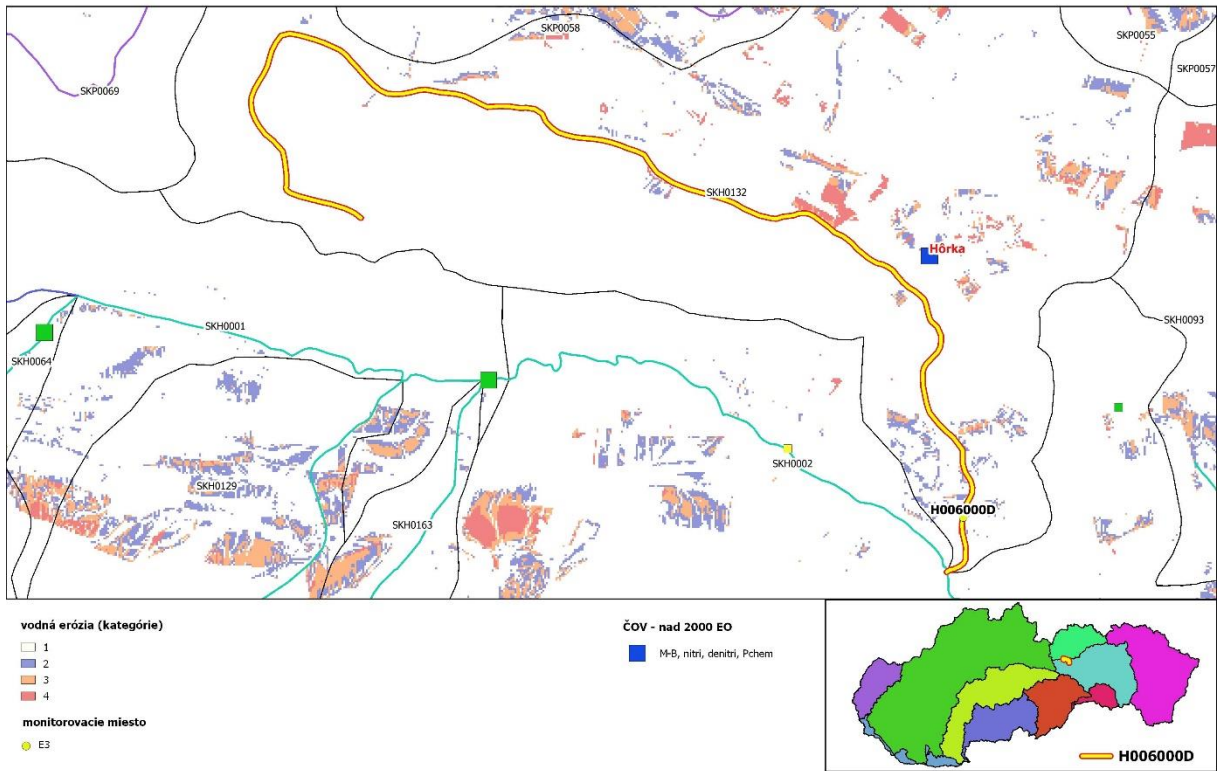 SKP0058
SKP0055
SKP0057
SKP0069
SKH0132
Hôrka
SKH0001
SKH0093
SKH0064
SKH0002
SKH0129
H006000D
SKH0163
vodná erózia (kategórie)
1
2
3
4
monitorovacie miesto
E3
ČOV - nad 2000 EO
M-B, nitri, denitri, Pchem
H006000D